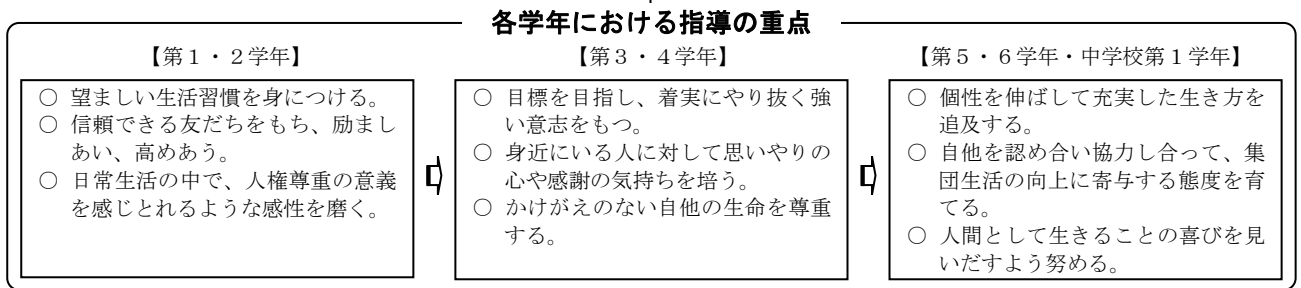 各学年における指導の重点
【第１・２学年】
○ 望ましい生活習慣を身につける。
○ 信頼できる友だちをもち、励まし
あい、高めあう。
○ 日常生活の中で、人権尊重の意義
を感じとれるような感性を磨く。
【第３・４学年】
○ 目標を目指し、着実にやり抜く強
い意志をもつ。
○ 身近にいる人に対して思いやりの
心や感謝の気持ちを培う。
○ かけがえのない自他の生命を尊重
する。
【第５・６学年・中学校第１学年】
○ 個性を伸ばして充実した生き方を
追及する。
○ 自他を認め合い協力し合って、集
団生活の向上に寄与する態度を育
てる。
○ 人間として生きることの喜びを見
いだすよう努める。